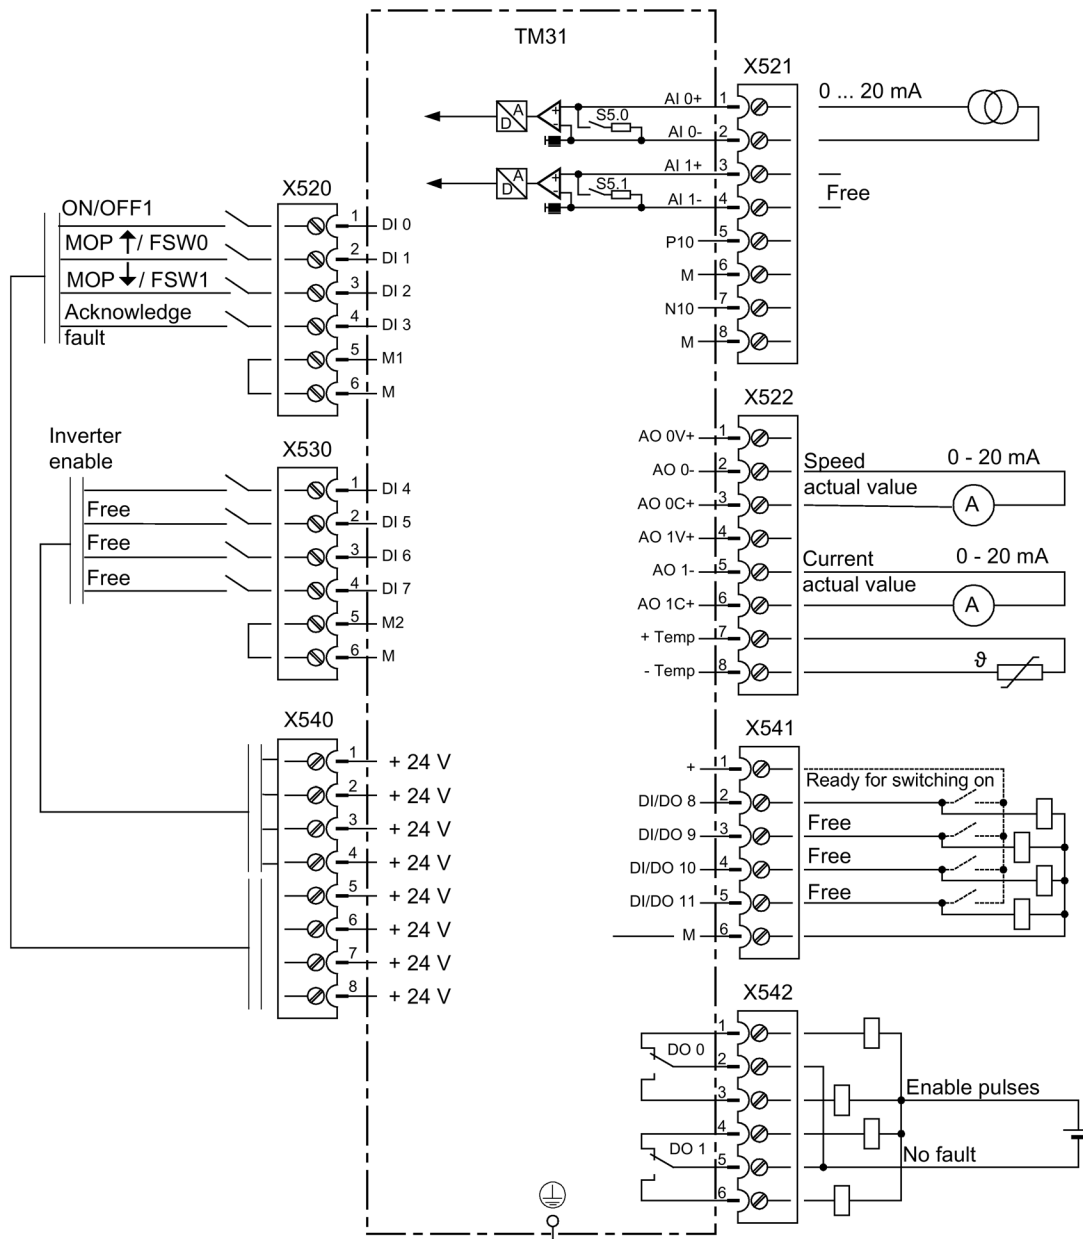 TM31
X520
ON/OFF1
1 DI 0
MOP ↑/ FSW0
2 DI 1
MOP ↓/ FSW1
3 DI 2
Acknowledge
fault
4 DI 3
5 M1
6 M
Inverter
enable
X530
1 DI 4
Free
2 DI 5
Free
3 DI 6
Free
4 DI 7
5 M2
6 M
X540
1 + 24 V
2 + 24 V
3 + 24 V
4 + 24 V
5 + 24 V
6 + 24 V
7 + 24 V
8 + 24 V
X521
A
D
+
-
S5.0
AI 0+ 1
0 ... 20 mA
AI 0- 2
A
D
+
-
S5.1
AI 1+ 3
Free
AI 1- 4
P10 5
M 6
N10 7
M 8
X522
AO 0V+ 1
AO 0- 2
Speed
actual value
0 - 20 mA
AO 0C+ 3
A
AO 1V+ 4
AO 1- 5
Current
actual value
0 - 20 mA
AO 1C+ 6
A
+ Temp 7
- Temp 8
ϑ
X541
+ 1
Ready for switching on
DI/DO 8 2
DI/DO 9 3
Free
DI/DO 10 4
Free
DI/DO 11 5
Free
M 6
X542
1
DO 0
2
3
Enable pulses
4
DO 1
5
No fault
6